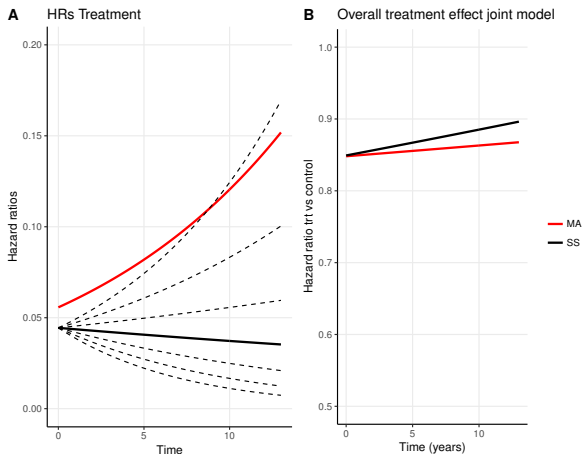 A HRs Treatment
Hazard ratios
0.20
0.15
0.10
0.05
0.00
0 5 10
Time
B Overall treatment effect joint model
Hazard ratio trt vs control
1.0
0.9
0.8
0.7
0.6
0.5
0 5 10
Time (years)
MA
SS